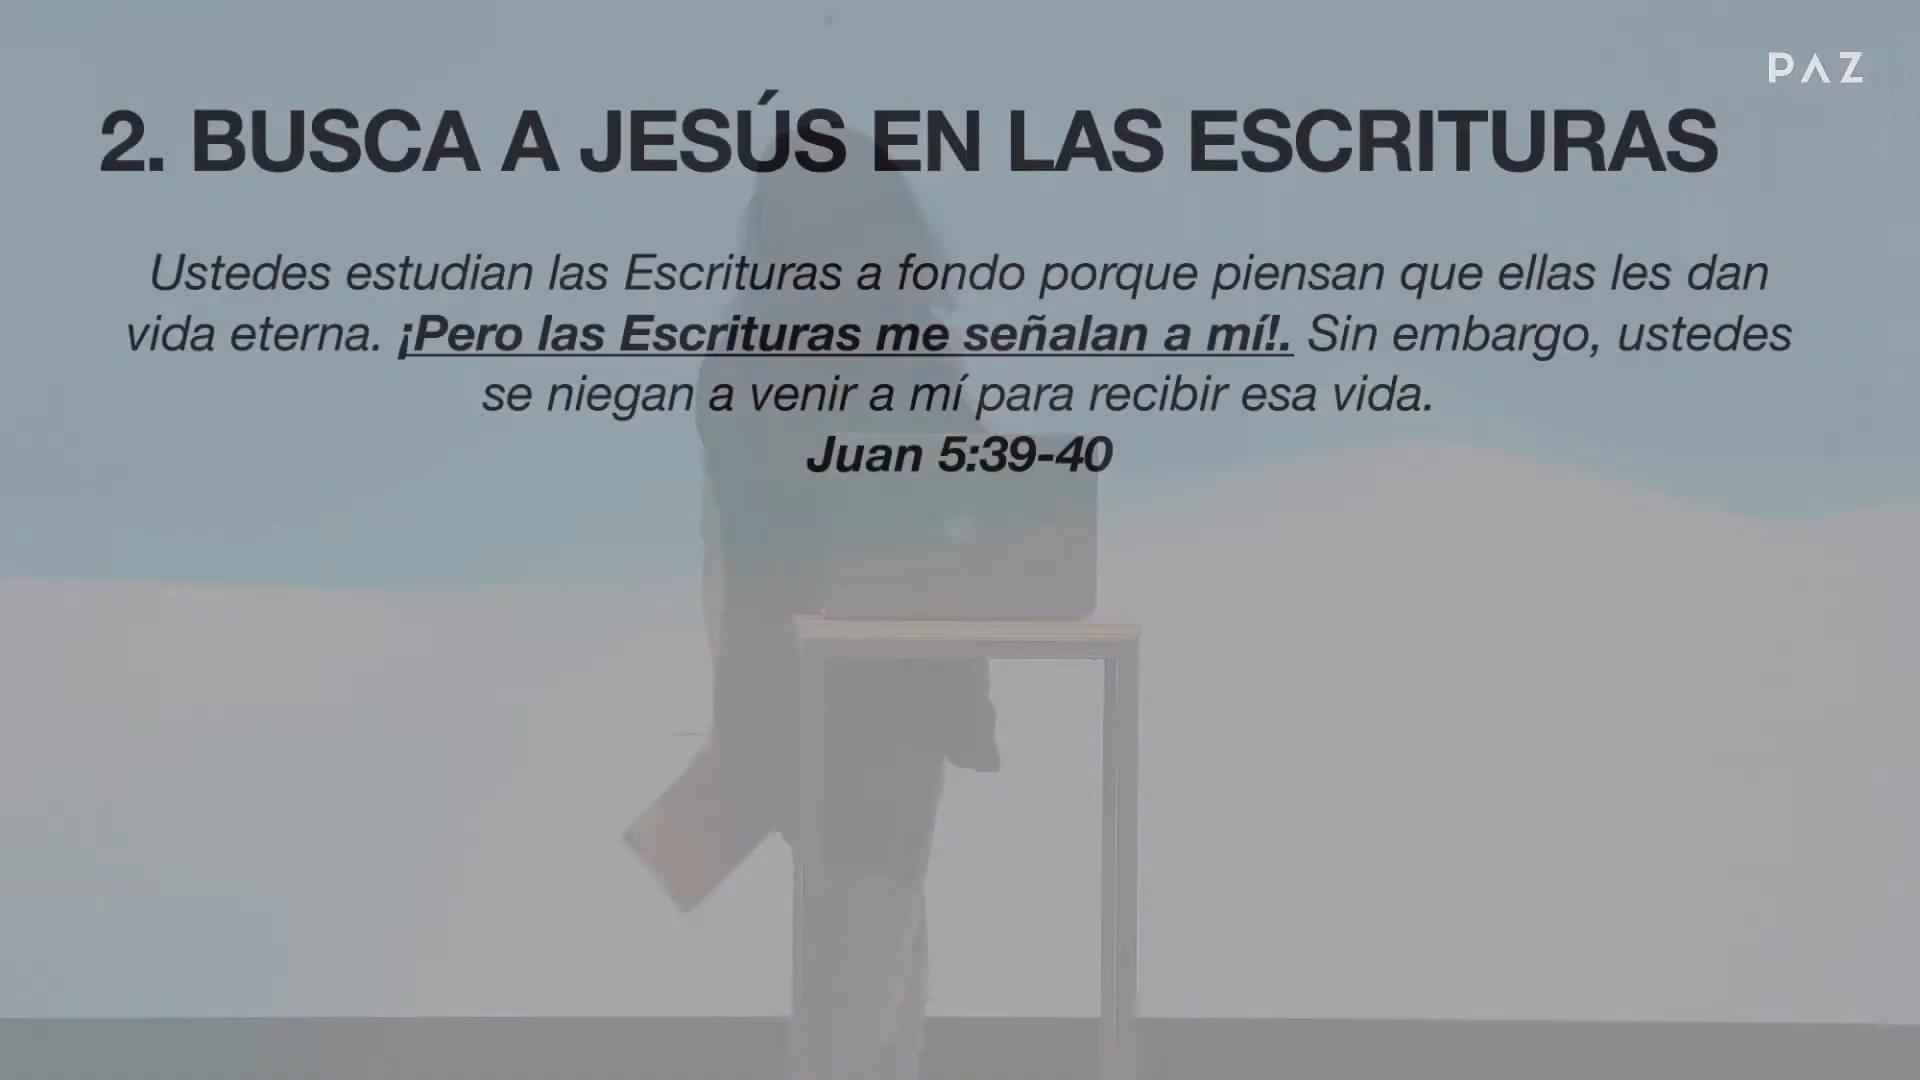 PAZ
2. BUSCA A JESÚS EN LAS ESCRITURAS
Ustedes estudian las Escrituras a fondo porque piensan que ellas les dan
vida eterna. ¡Pero las Escrituras me señalan a mí!. Sin embargo, ustedes
se niegan a venir a mí para recibir esa vida.
Juan 5:39-40